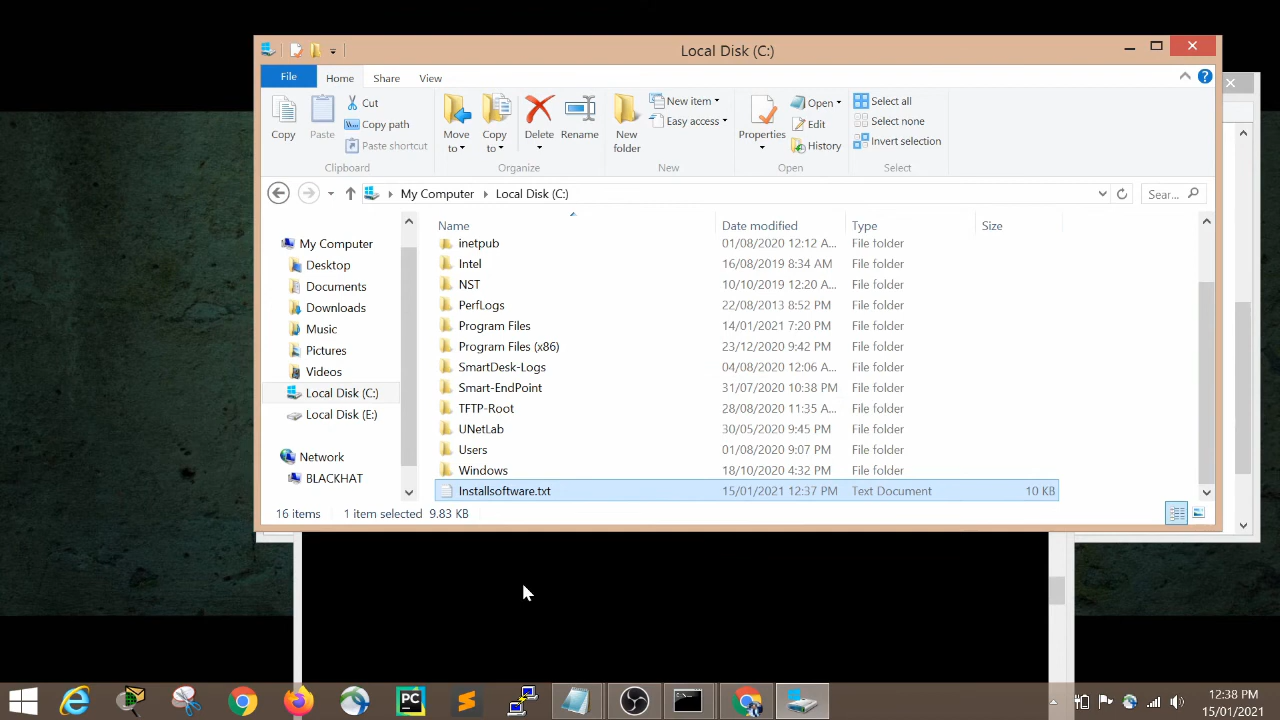 Local Disk (C:)
File Home Share View
Copy
Paste
Cut
Copy path
Paste shortcut
Clipboard
Move to
Copy to
Delete
Rename
Organize
New folder
New item
Easy access
New
Properties
Open
Edit
History
Open
Select all
Select none
Invert selection
Select
My Computer Local Disk (C:)
Sear...
My Computer
Desktop
Documents
Downloads
Music
Pictures
Videos
Local Disk (C:)
Local Disk (E:)
Network
BLACKHAT
Name Date modified Type Size
inetpub 01/08/2020 12:12 A... File folder
Intel 16/08/2019 8:34 AM File folder
NST 10/10/2019 12:20 A... File folder
PerfLogs 22/08/2013 8:52 PM File folder
Program Files 14/01/2021 7:20 PM File folder
Program Files (x86) 23/12/2020 9:42 PM File folder
SmartDesk-Logs 04/08/2020 12:06 A... File folder
Smart-EndPoint 31/07/2020 10:38 PM File folder
TFTP-Root 28/08/2020 11:35 A... File folder
UNetLab 30/05/2020 9:45 PM File folder
Users 01/08/2020 9:07 PM File folder
Windows 18/10/2020 4:32 PM File folder
Installsoftware.txt 15/01/2021 12:37 PM Text Document 10 KB
16 items 1 item selected 9.83 KB
PC
12:38 PM
15/01/2021